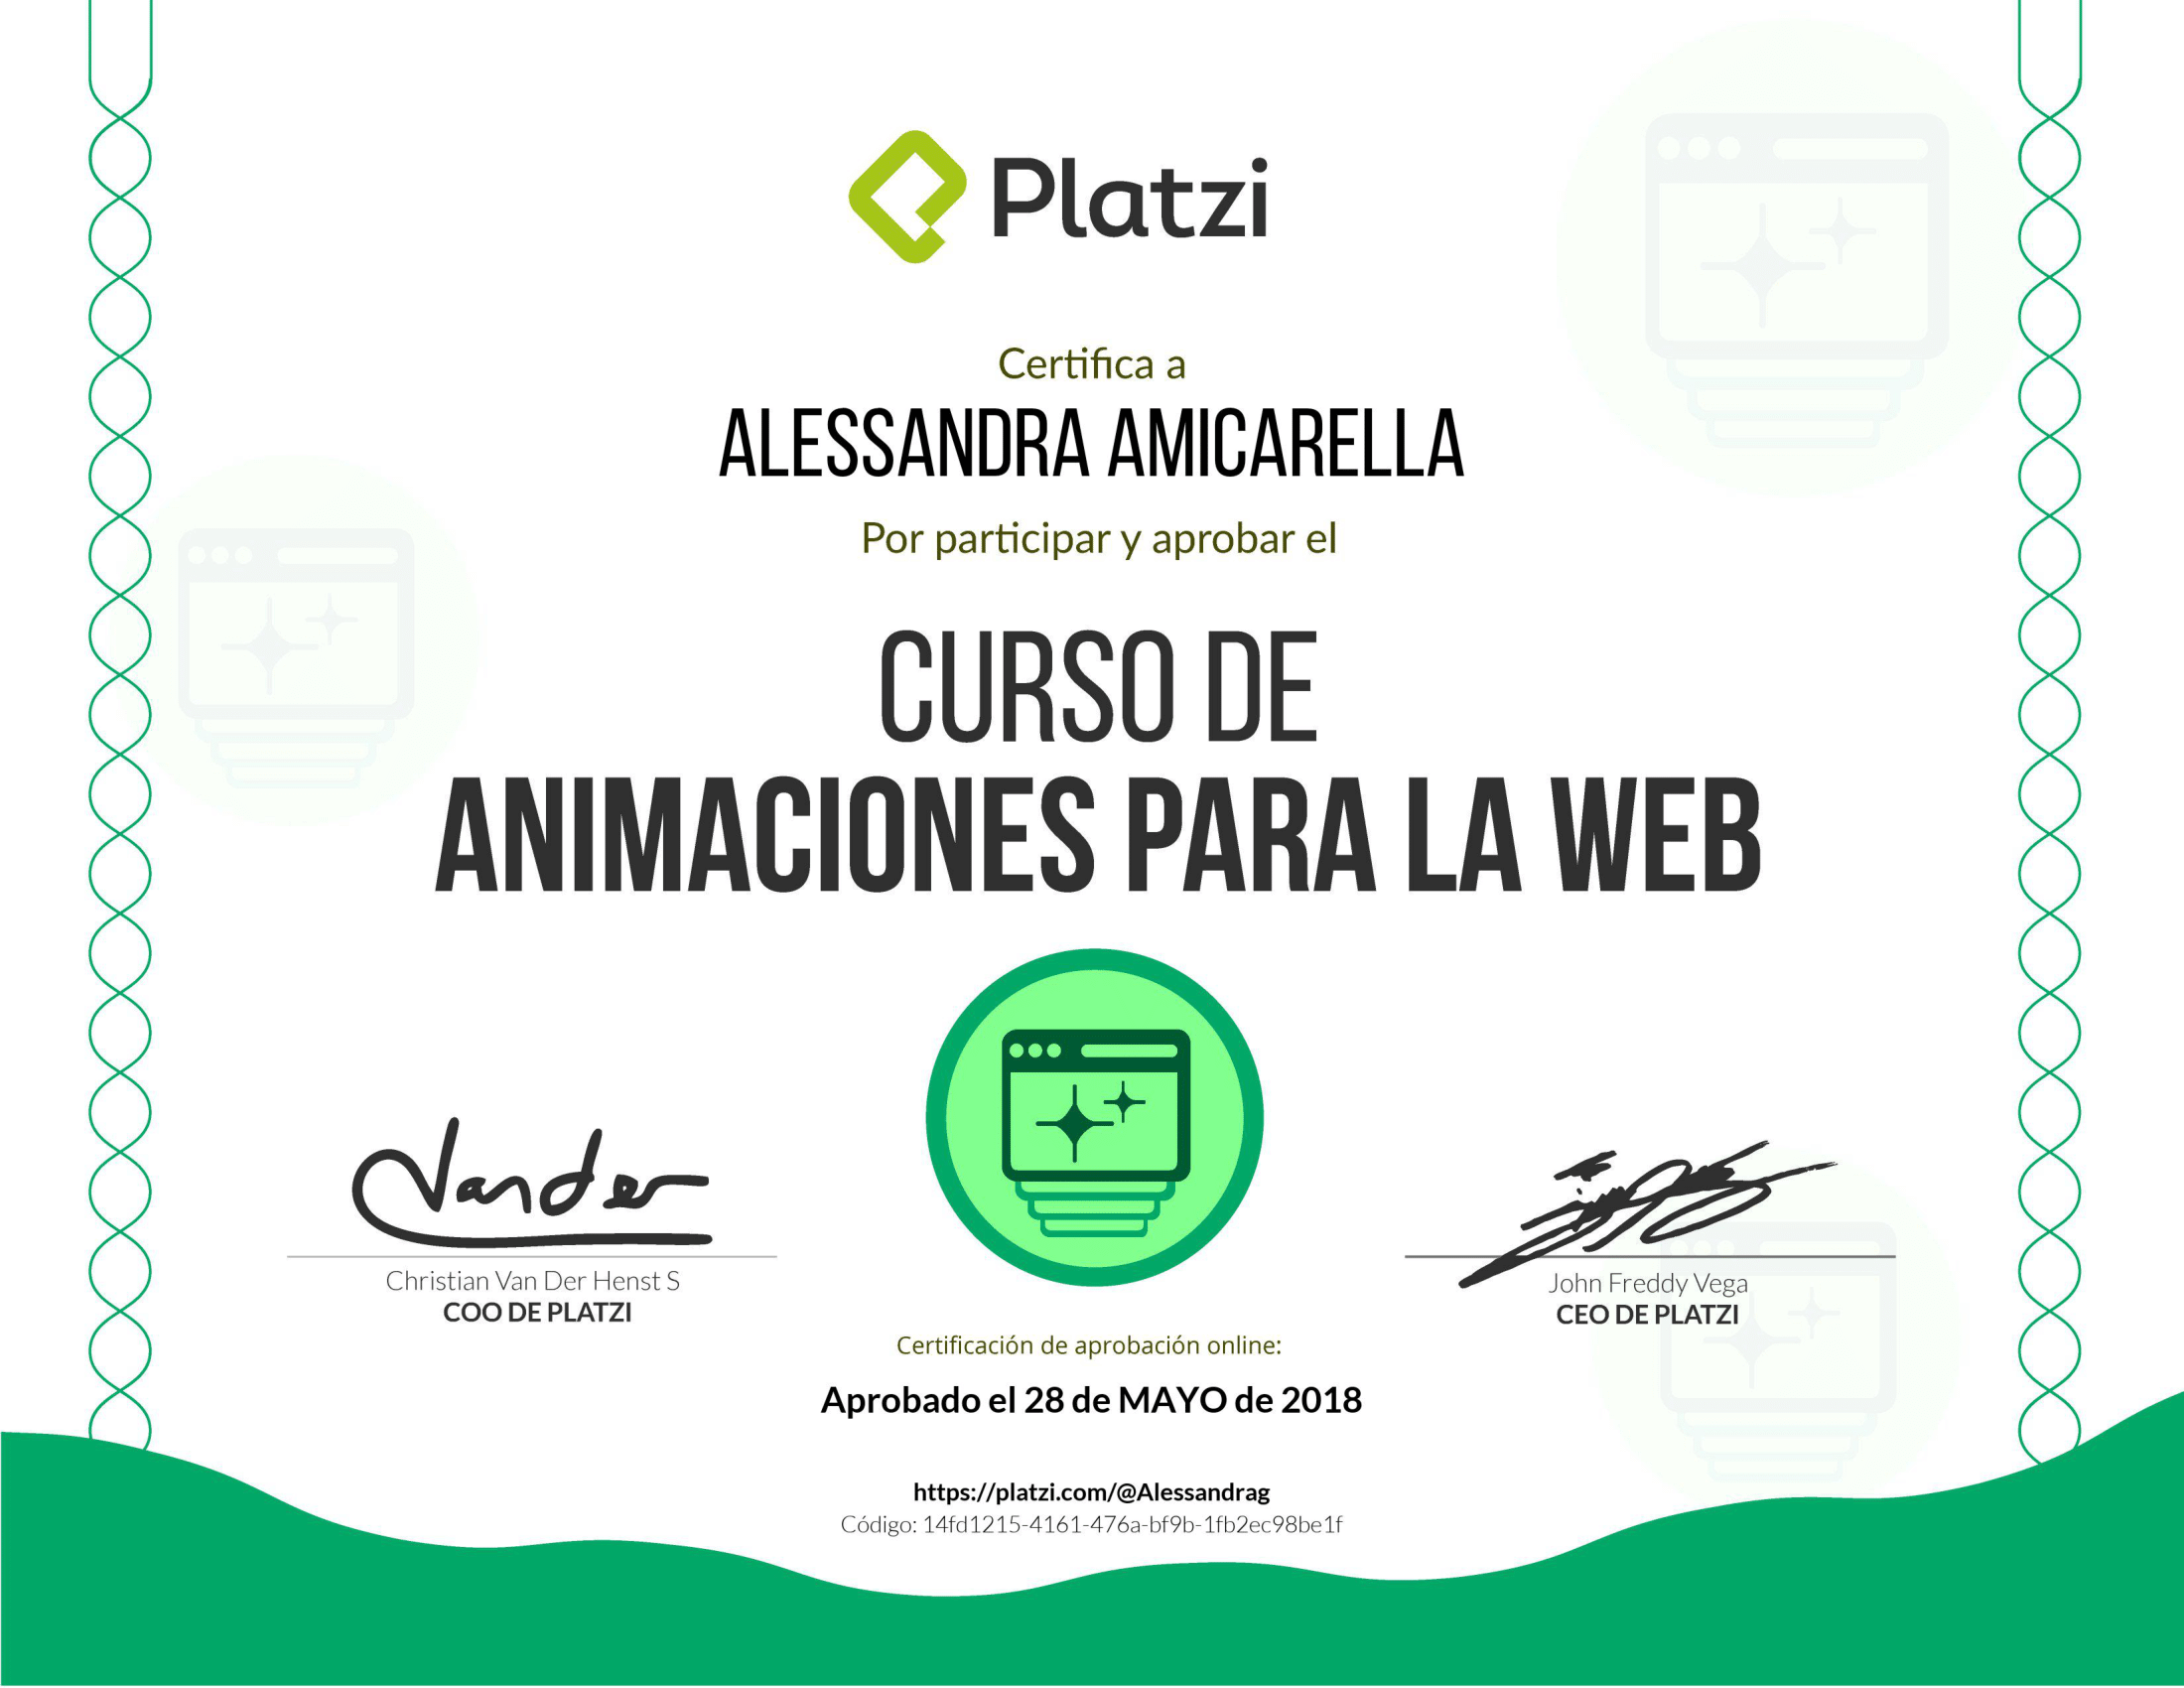 Platzi
Certifica a
ALESSANDRA AMICARELLA
Por participar y aprobar el
CURSO DE
ANIMACIONES PARA LA WEB
Vander
Christian Van Der Henst S
COO DE PLATZI
John Freddy Vega
CEO DE PLATZI
Certificación de aprobación online:
Aprobado el 28 de MAYO de 2018
https://platzi.com/@Alessandrag
Código: 14fd1215-4161-476a-bf9b-1fb2ec98be1f